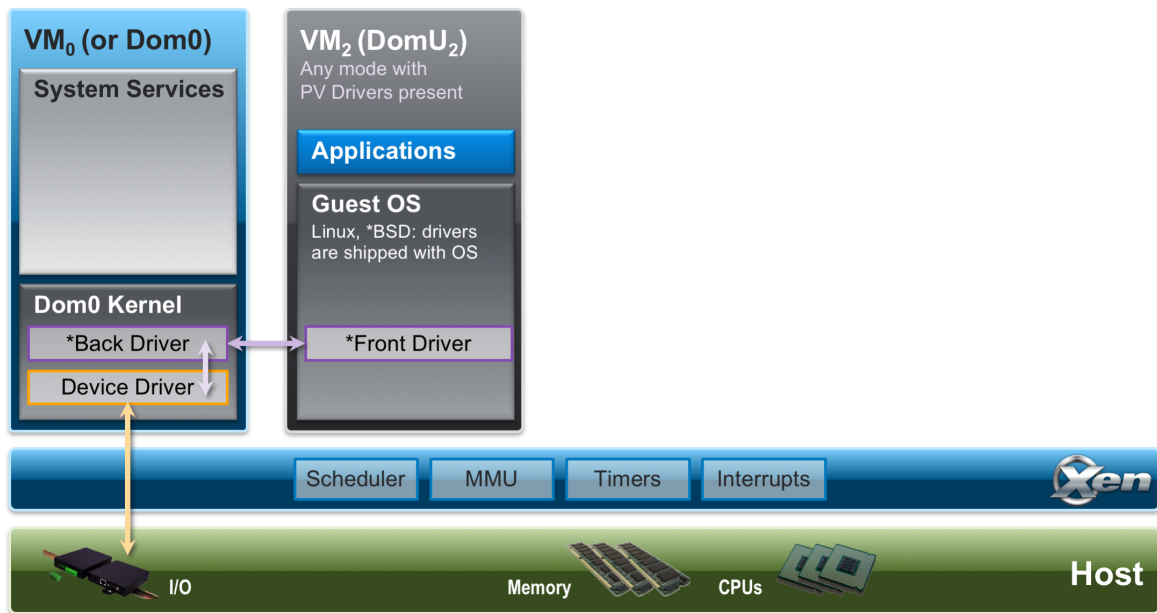 VM0 (or Dom0)
System Services
Dom0 Kernel
*Back Driver
Device Driver
VM2 (DomU2)
Any mode with
PV Drivers present
Applications
Guest OS
Linux, *BSD: drivers
are shipped with OS
*Front Driver
Scheduler
MMU
Timers
Interrupts
Xen
I/O
Memory
CPUs
Host